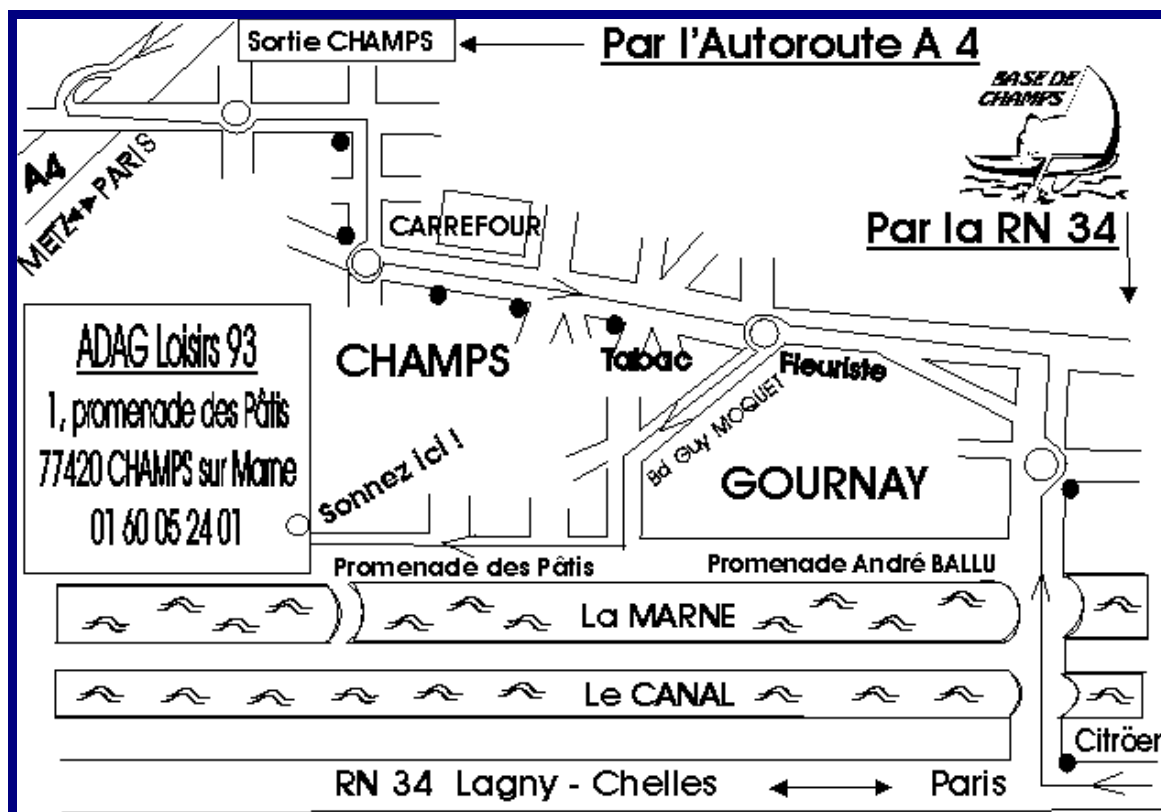 Sortie CHAMPS
Par l'Autoroute A 4
BASE DE
CHAMPS
A4
METZ PARIS
CARREFOUR
Par la RN 34
ADAG Loisirs 93
1, promenade des Pâtis
77420 CHAMPS sur Marne
01 60 05 24 01
CHAMPS
Tabac
Fleuriste
Bd Guy MOQUET
Sonnez ici !
GOURNAY
Promenade des Pâtis
Promenade André BALLU
La MARNE
Le CANAL
Citröer
RN 34 Lagny - Chelles Paris